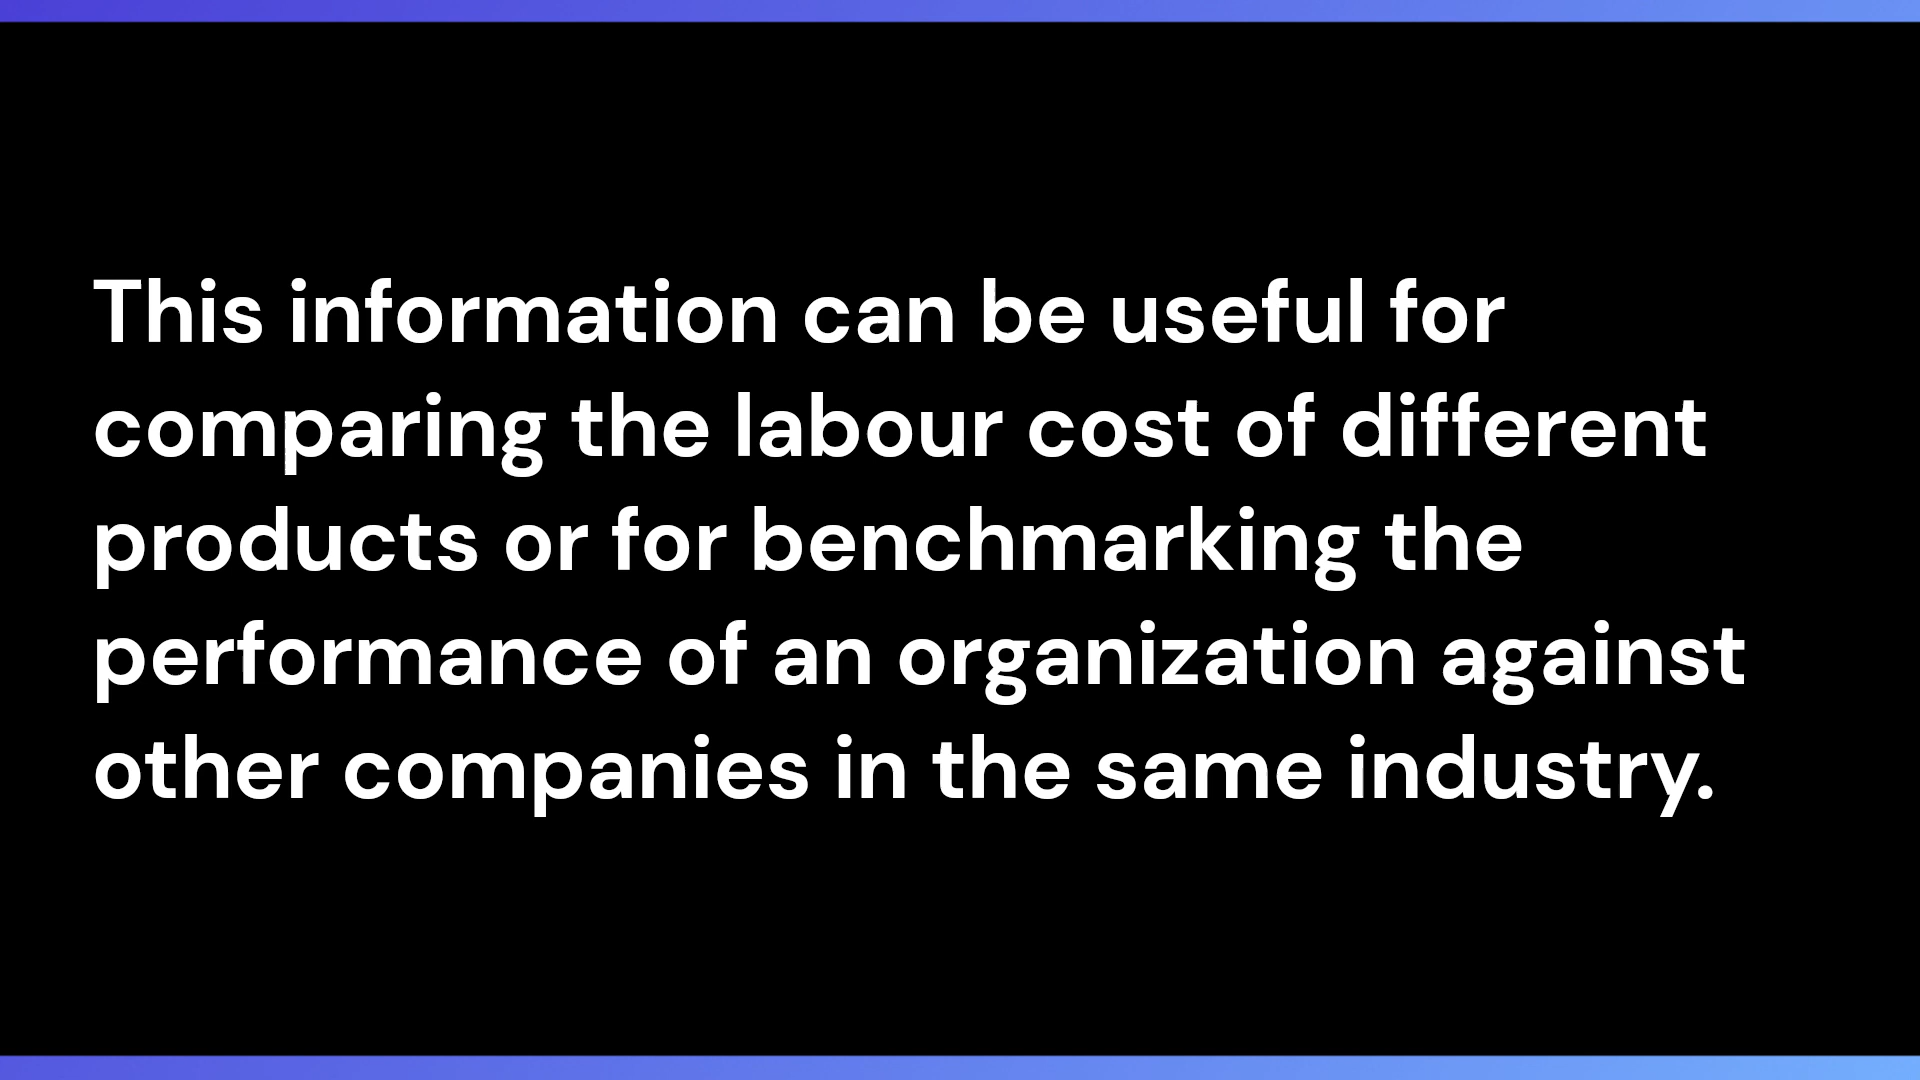 This information can be useful for
comparing the labour cost of different
products or for benchmarking the
performance of an organization against
other companies in the same industry.